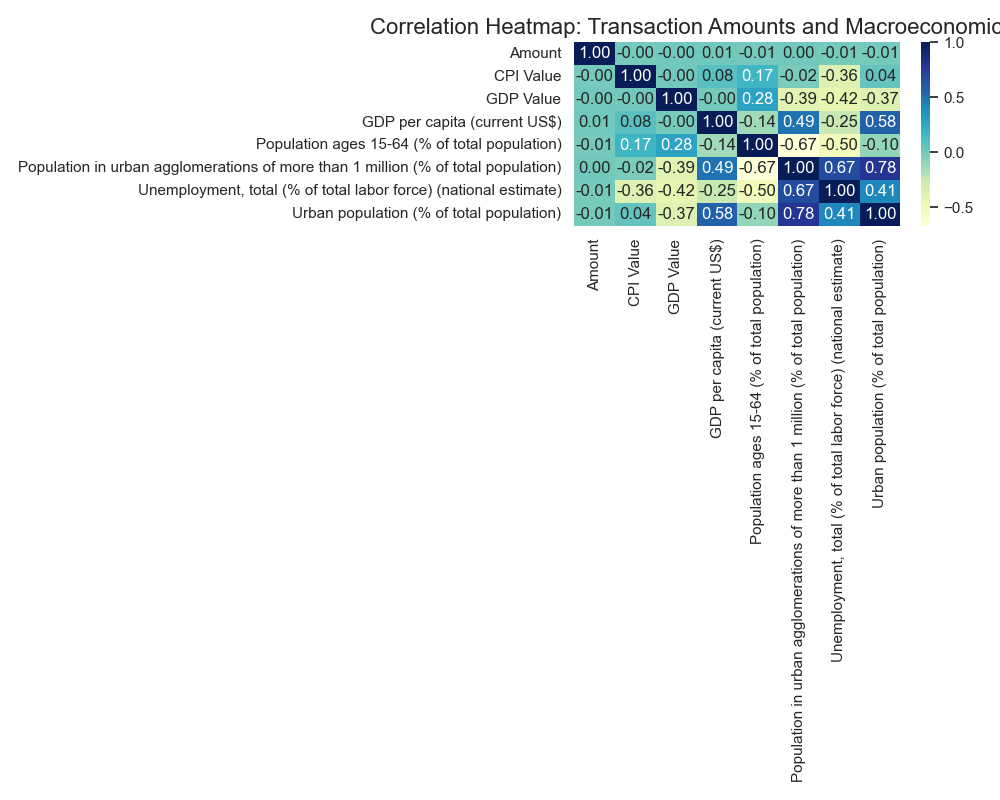 Correlation Heatmap: Transaction Amounts and Macroeconomic
Amount 1.00 -0.00 -0.00 0.01 -0.01 0.00 -0.01 -0.01
CPI Value -0.00 1.00 -0.00 0.08 0.17 -0.02 -0.36 0.04
GDP Value -0.00 -0.00 1.00 -0.00 0.28 -0.39 -0.42 -0.37
GDP per capita (current US$) 0.01 0.08 -0.00 1.00 -0.14 0.49 -0.25 0.58
Population ages 15-64 (% of total population) -0.01 0.17 0.28 -0.14 1.00 -0.67 -0.50 -0.10
Population in urban agglomerations of more than 1 million (% of total population) 0.00 -0.02 -0.39 0.49 -0.67 1.00 0.67 0.78
Unemployment, total (% of total labor force) (national estimate) -0.01 -0.36 -0.42 -0.25 -0.50 0.67 1.00 0.41
Urban population (% of total population) -0.01 0.04 -0.37 0.58 -0.10 0.78 0.41 1.00
Amount
CPI Value
GDP Value
GDP per capita (current US$)
Population ages 15-64 (% of total population)
Population in urban agglomerations of more than 1 million (% of total population)
Unemployment, total (% of total labor force) (national estimate)
Urban population (% of total population)
1.0
0.5
0.0
−0.5